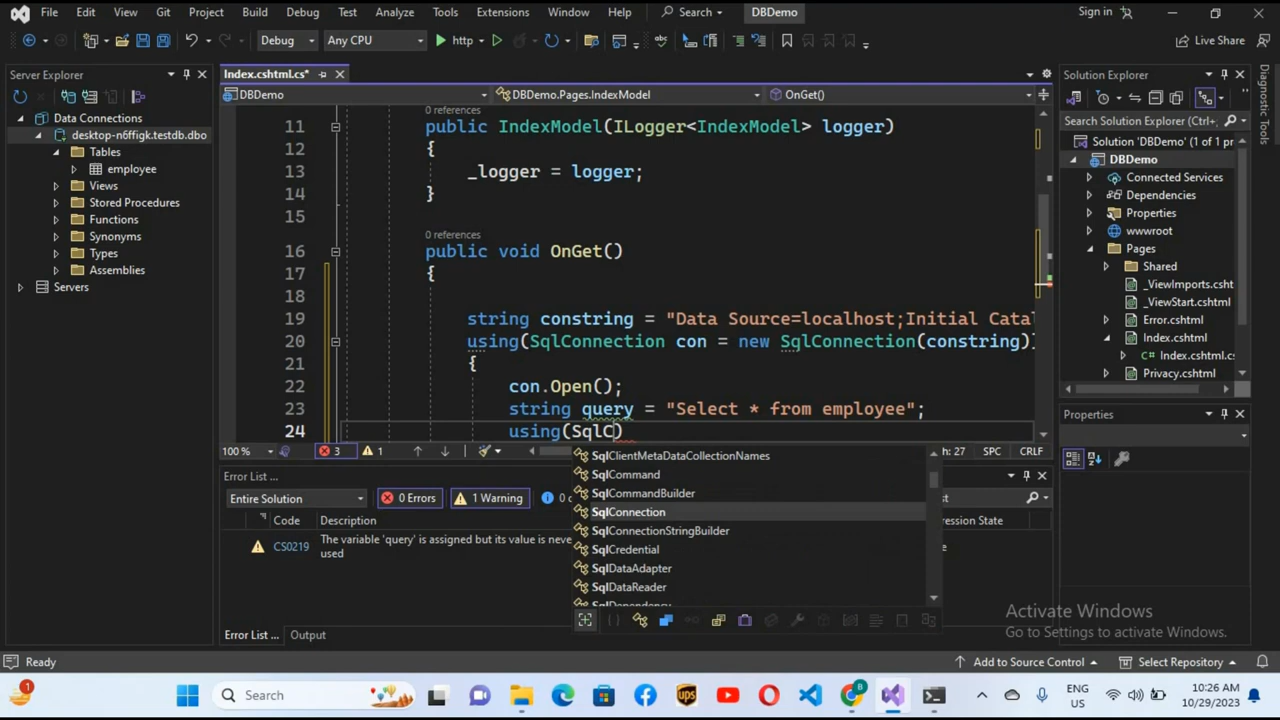 File Edit View Git Project Build Debug Test Analyze Tools Extensions Window Help Search DBDemo Sign in
Debug Any CPU http Live Share
Server Explorer
Data Connections
desktop-n6ffigk.testdb.dbo
Tables
employee
Views
Stored Procedures
Functions
Synonyms
Types
Assemblies
Servers
Index.cshtml.cs*
DBDemo DBDemo.Pages.IndexModel OnGet()
0 references
11 public IndexModel(ILogger<IndexModel> logger)
12 {
13 _logger = logger;
14 }
15
0 references
16 public void OnGet()
17 {
18
19 string constring = "Data Source=localhost;Initial Catal
20 using(SqlConnection con = new SqlConnection(constring))
21 {
22 con.Open();
23 string query = "Select * from employee";
24 using(SqlC)
100 % 3 1 : 27 SPC CRLF
SqlClientMetaDataCollectionNames
SqlCommand
SqlCommandBuilder
SqlConnection
SqlConnectionStringBuilder
SqlCredential
SqlDataAdapter
SqlDataReader
SqlDependency
Error List ...
Entire Solution 0 Errors 1 Warning 0
Code Description
CS0219 The variable 'query' is assigned but its value is neve
used
Error List ... Output
Solution Explorer
Search Solution Explorer (Ctrl+
Solution 'DBDemo' (1 of 1 pr
DBDemo
Connected Services
Dependencies
Properties
wwwroot
Pages
Shared
_ViewImports.csht
_ViewStart.cshtml
Error.cshtml
Index.cshtml
Index.cshtml.cs
Privacy.cshtml
Properties
Diagnostic Tools
Activate Windows
Go to Settings to activate Windows.
Ready Add to Source Control Select Repository
1 Search ups B ENG
US 10:26 AM
10/29/2023